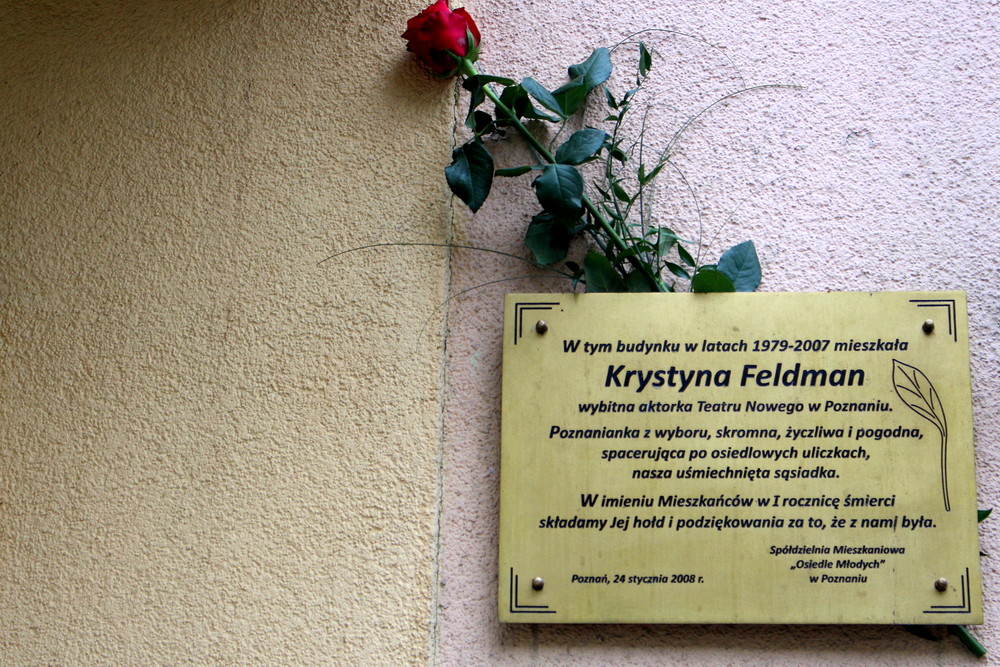 W tym budynku w latach 1979-2007 mieszkała
Krystyna Feldman
wybitna aktorka Teatru Nowego w Poznaniu.
Poznanianka z wyboru, skromna, życzliwa i pogodna,
spacerująca po osiedlowych uliczkach,
nasza uśmiechnięta sąsiadka.
W imieniu Mieszkańców w I rocznicę śmierci
składamy Jej hołd i podziękowania za to, że z nami była.
Spółdzielnia Mieszkaniowa
„Osiedle Młodych”
Poznań, 24 stycznia 2008 r.
w Poznaniu